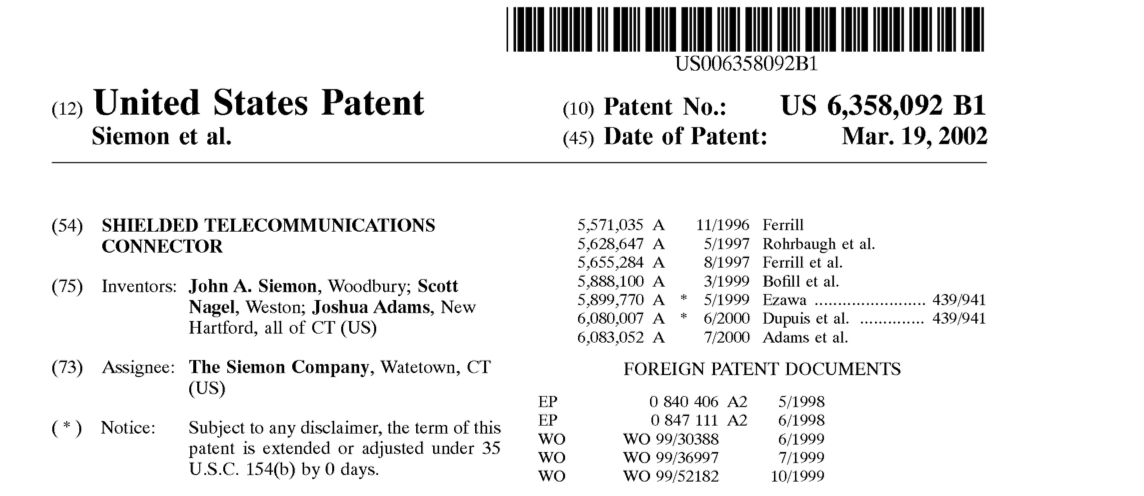 US006358092B1
(12) United States Patent
Siemon et al.
(10) Patent No.: US 6,358,092 B1
(45) Date of Patent: Mar. 19, 2002
(54) SHIELDED TELECOMMUNICATIONS
CONNECTOR
(75) Inventors: John A. Siemon, Woodbury; Scott
Nagel, Weston; Joshua Adams, New
Hartford, all of CT (US)
(73) Assignee: The Siemon Company, Watetown, CT
(US)
( * ) Notice: Subject to any disclaimer, the term of this
patent is extended or adjusted under 35
U.S.C. 154(b) by 0 days.
5,571,035 A 11/1996 Ferrill
5,628,647 A 5/1997 Rohrbaugh et al.
5,655,284 A 8/1997 Ferrill et al.
5,888,100 A 3/1999 Bofill et al.
5,899,770 A * 5/1999 Ezawa ........................ 439/941
6,080,007 A * 6/2000 Dupuis et al. .............. 439/941
6,083,052 A 7/2000 Adams et al.
FOREIGN PATENT DOCUMENTS
EP 0 840 406 A2 5/1998
EP 0 847 111 A2 6/1998
WO WO 99/30388 6/1999
WO WO 99/36997 7/1999
WO WO 99/52182 10/1999